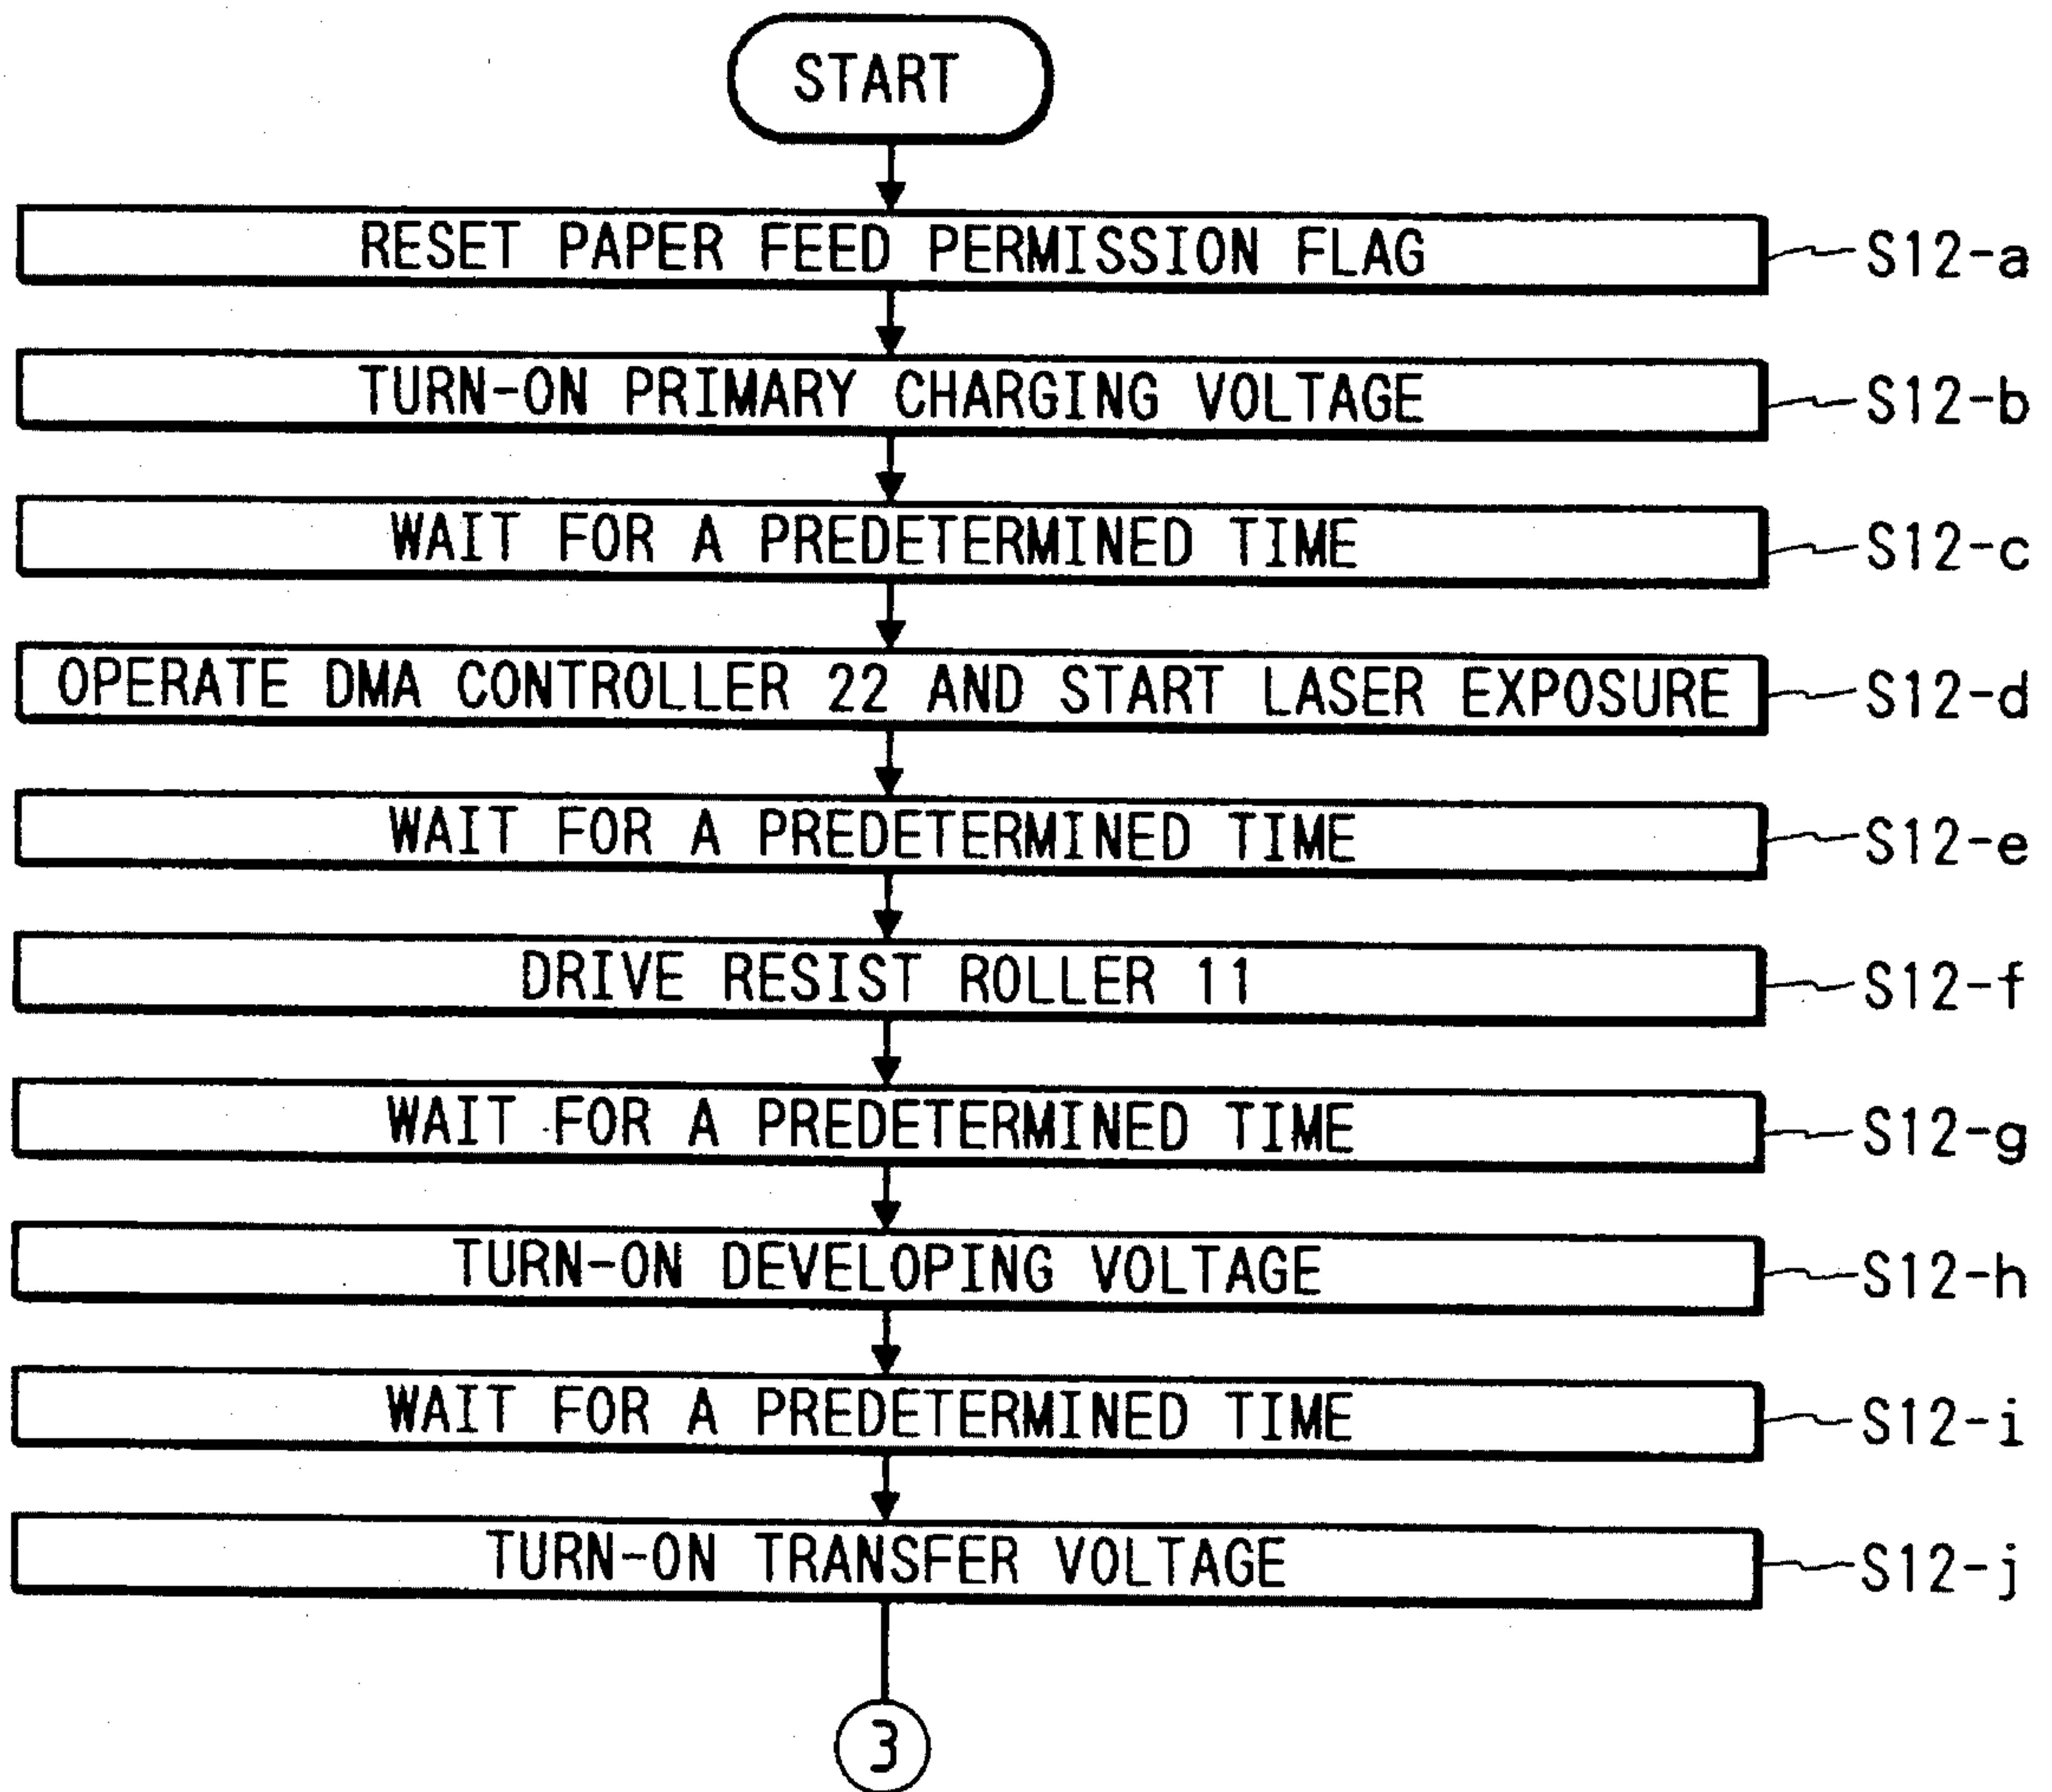 START
RESET PAPER FEED PERMISSION FLAG S12-a
TURN-ON PRIMARY CHARGING VOLTAGE S12-b
WAIT FOR A PREDETERMINED TIME S12-c
OPERATE DMA CONTROLLER 22 AND START LASER EXPOSURE S12-d
WAIT FOR A PREDETERMINED TIME S12-e
DRIVE RESIST ROLLER 11 S12-f
WAIT FOR A PREDETERMINED TIME S12-g
TURN-ON DEVELOPING VOLTAGE S12-h
WAIT FOR A PREDETERMINED TIME S12-i
TURN-ON TRANSFER VOLTAGE S12-j
3